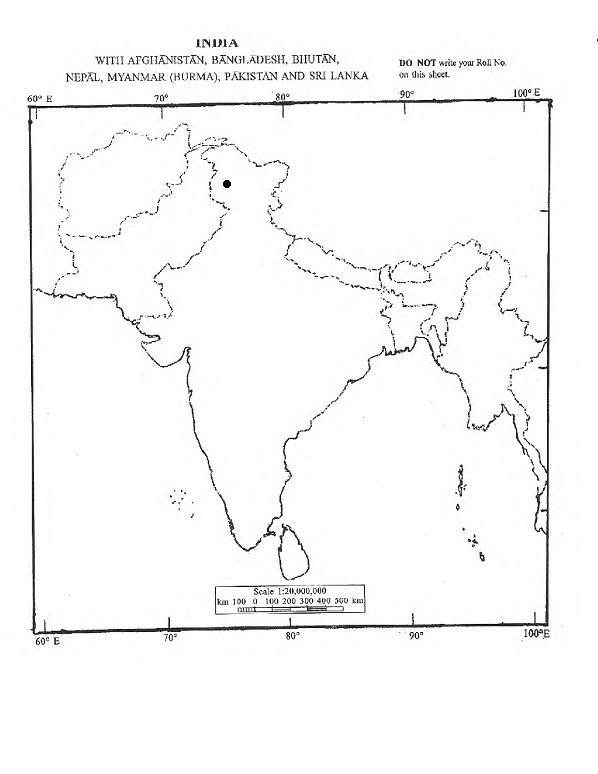 INDIA
WITH AFGHĀNISTĀN, BĀNGLĀDESH, BHUTĀN,
NEPĀL, MYANMAR (BURMA), PĀKISTĀN AND SRI LANKA
DO NOT write your Roll No.
on this sheet.
60° E
70°
80°
90°
100° E
Scale 1:20,000,000
km 100 0 100 200 300 400 500 km
60° E
70°
80°
90°
100°E